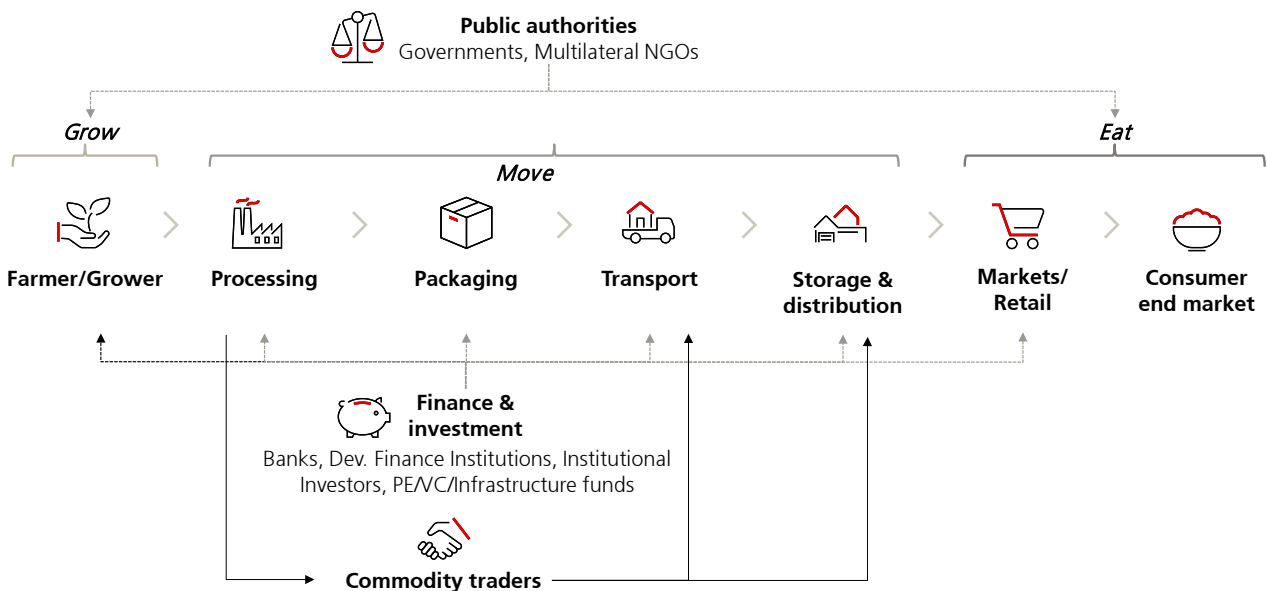 Public authorities
Governments, Multilateral NGOs
Grow
Eat
Move
Farmer/Grower
Processing
Packaging
Transport
Storage &
distribution
Markets/
Retail
Consumer
end market
Finance &
investment
Banks, Dev. Finance Institutions, Institutional
Investors, PE/VC/Infrastructure funds
Commodity traders